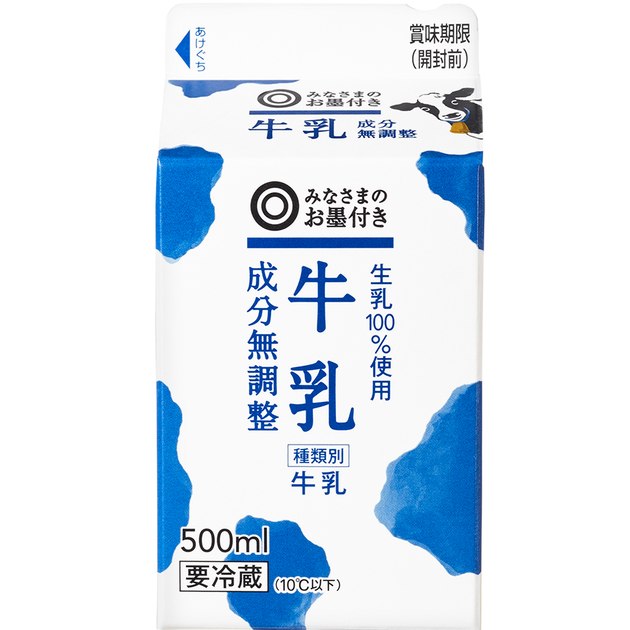 あけぐち
賞味期限
（開封前）
みなさまの
お墨付き
牛乳
成分
無調整
みなさまの
お墨付き
生乳100%使用
牛乳
成分無調整
種類別
牛乳
500ml
要冷蔵
（10℃以下）